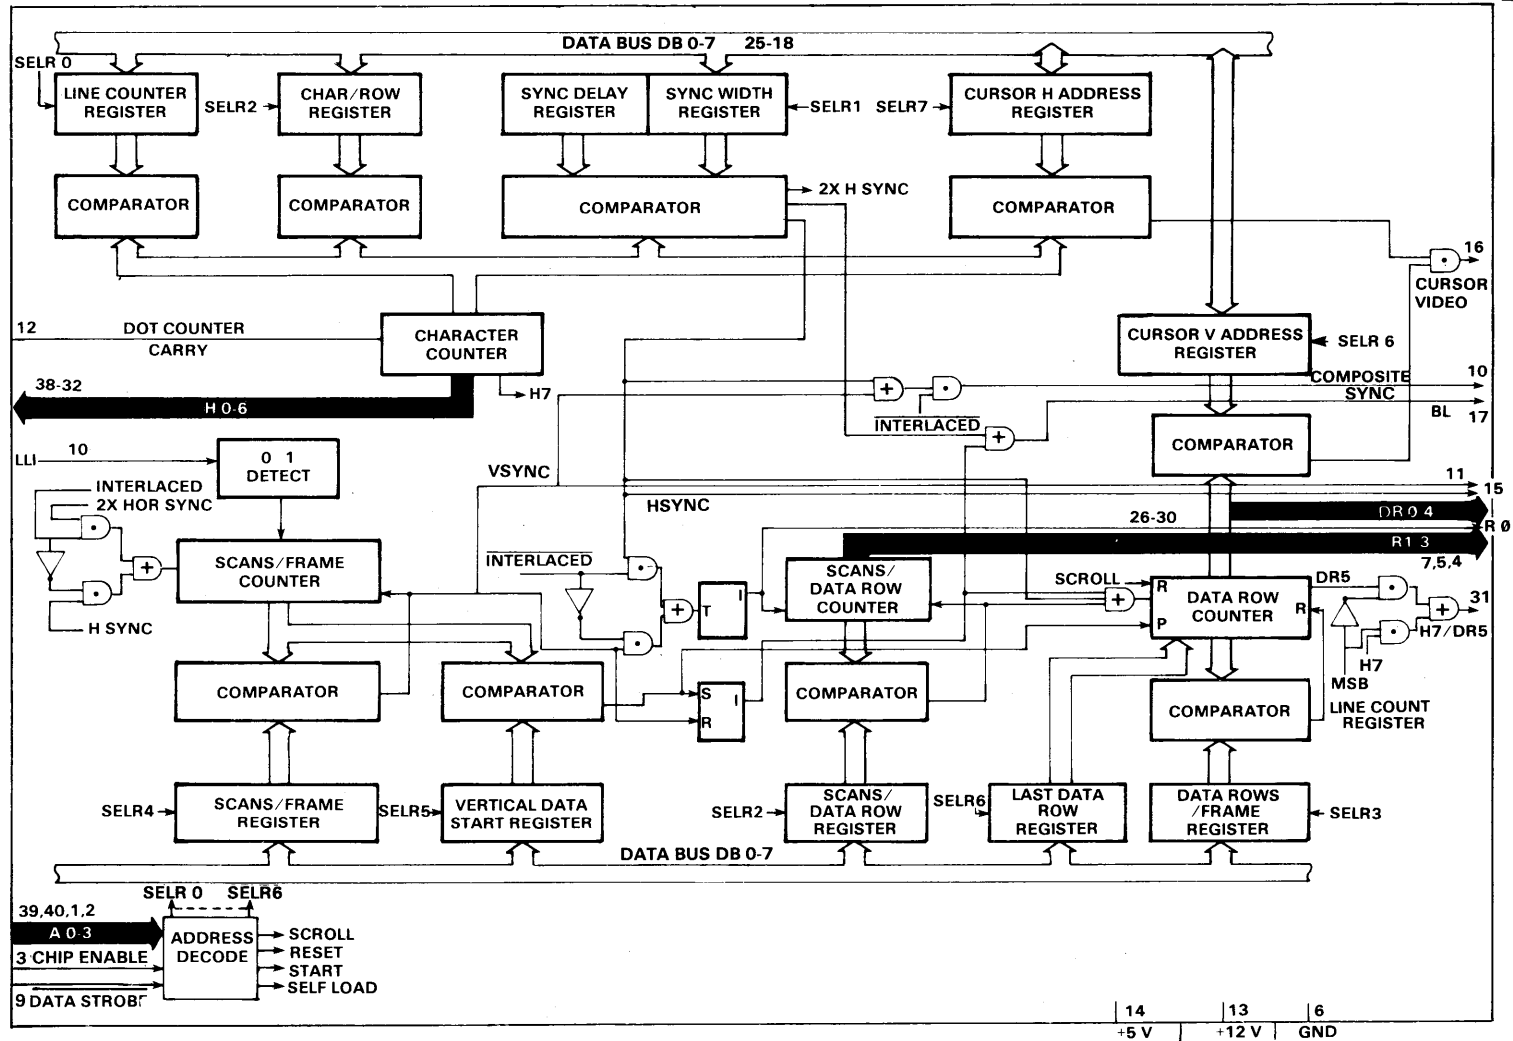 DATA BUS DB 0-7 25-18
SELR 0
LINE COUNTER
REGISTER
SELR2
CHAR/ROW
REGISTER
SYNC DELAY
REGISTER
SYNC WIDTH
REGISTER
SELR1
SELR7
CURSOR H ADDRESS
REGISTER
COMPARATOR
COMPARATOR
COMPARATOR
2X H SYNC
COMPARATOR
16
CURSOR
VIDEO
12
DOT COUNTER
CARRY
CHARACTER
COUNTER
CURSOR V ADDRESS
REGISTER
SELR 6
38-32
H 0-6
H7
+
INTERLACED
COMPOSITE
SYNC
10
BL
17
+
COMPARATOR
LLI
10
0 1
DETECT
VSYNC
HSYNC
11
15
INTERLACED
2X HOR SYNC
+
H SYNC
SCANS/FRAME
COUNTER
26-30
DR 0 4
R 0
R1 3
7,5,4
INTERLACED
+
T
I
SCANS/
DATA ROW
COUNTER
SCROLL
+
R
P
DATA ROW
COUNTER
R
DR5
+
31
H7/DR5
H7
MSB
COMPARATOR
COMPARATOR
S
R
I
COMPARATOR
COMPARATOR
LINE COUNT
REGISTER
SELR4
SCANS/FRAME
REGISTER
SELR5
VERTICAL DATA
START REGISTER
SELR2
SCANS/
DATA ROW
REGISTER
SELR6
LAST DATA
ROW
REGISTER
DATA ROWS
/FRAME
REGISTER
SELR3
DATA BUS DB 0-7
SELR 0
SELR6
39,40,1,2
A 0-3
3 CHIP ENABLE
9 DATA STROBE
ADDRESS
DECODE
SCROLL
RESET
START
SELF LOAD
14
+5 V
13
+12 V
6
GND